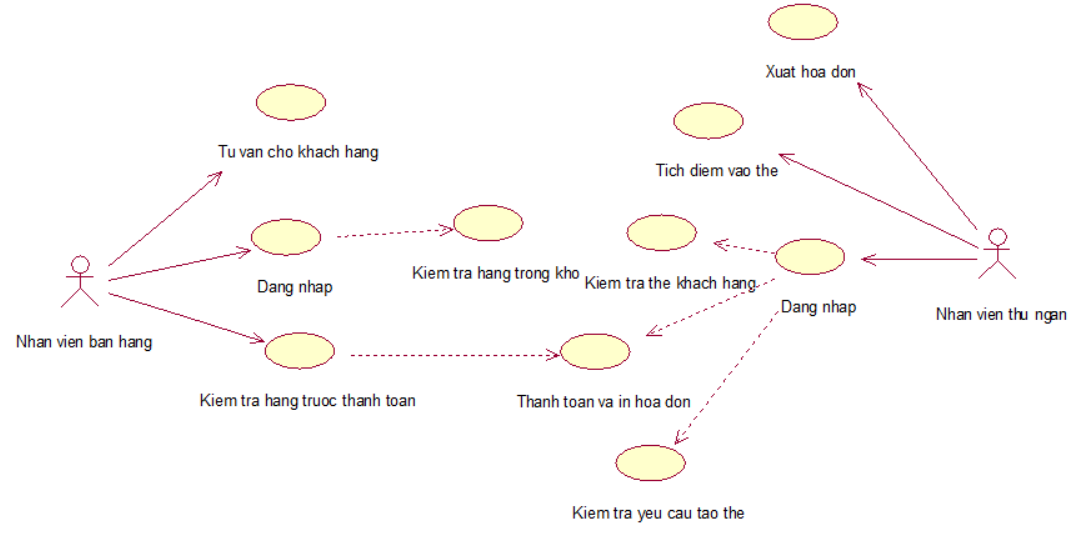 Xuat hoa don
Tu van cho khach hang
Tich diem vao the
Kiem tra hang trong kho
Kiem tra the khach hang
Dang nhap
Dang nhap
Nhan vien thu ngan
Nhan vien ban hang
Kiem tra hang truoc thanh toan
Thanh toan va in hoa don
Kiem tra yeu cau tao the